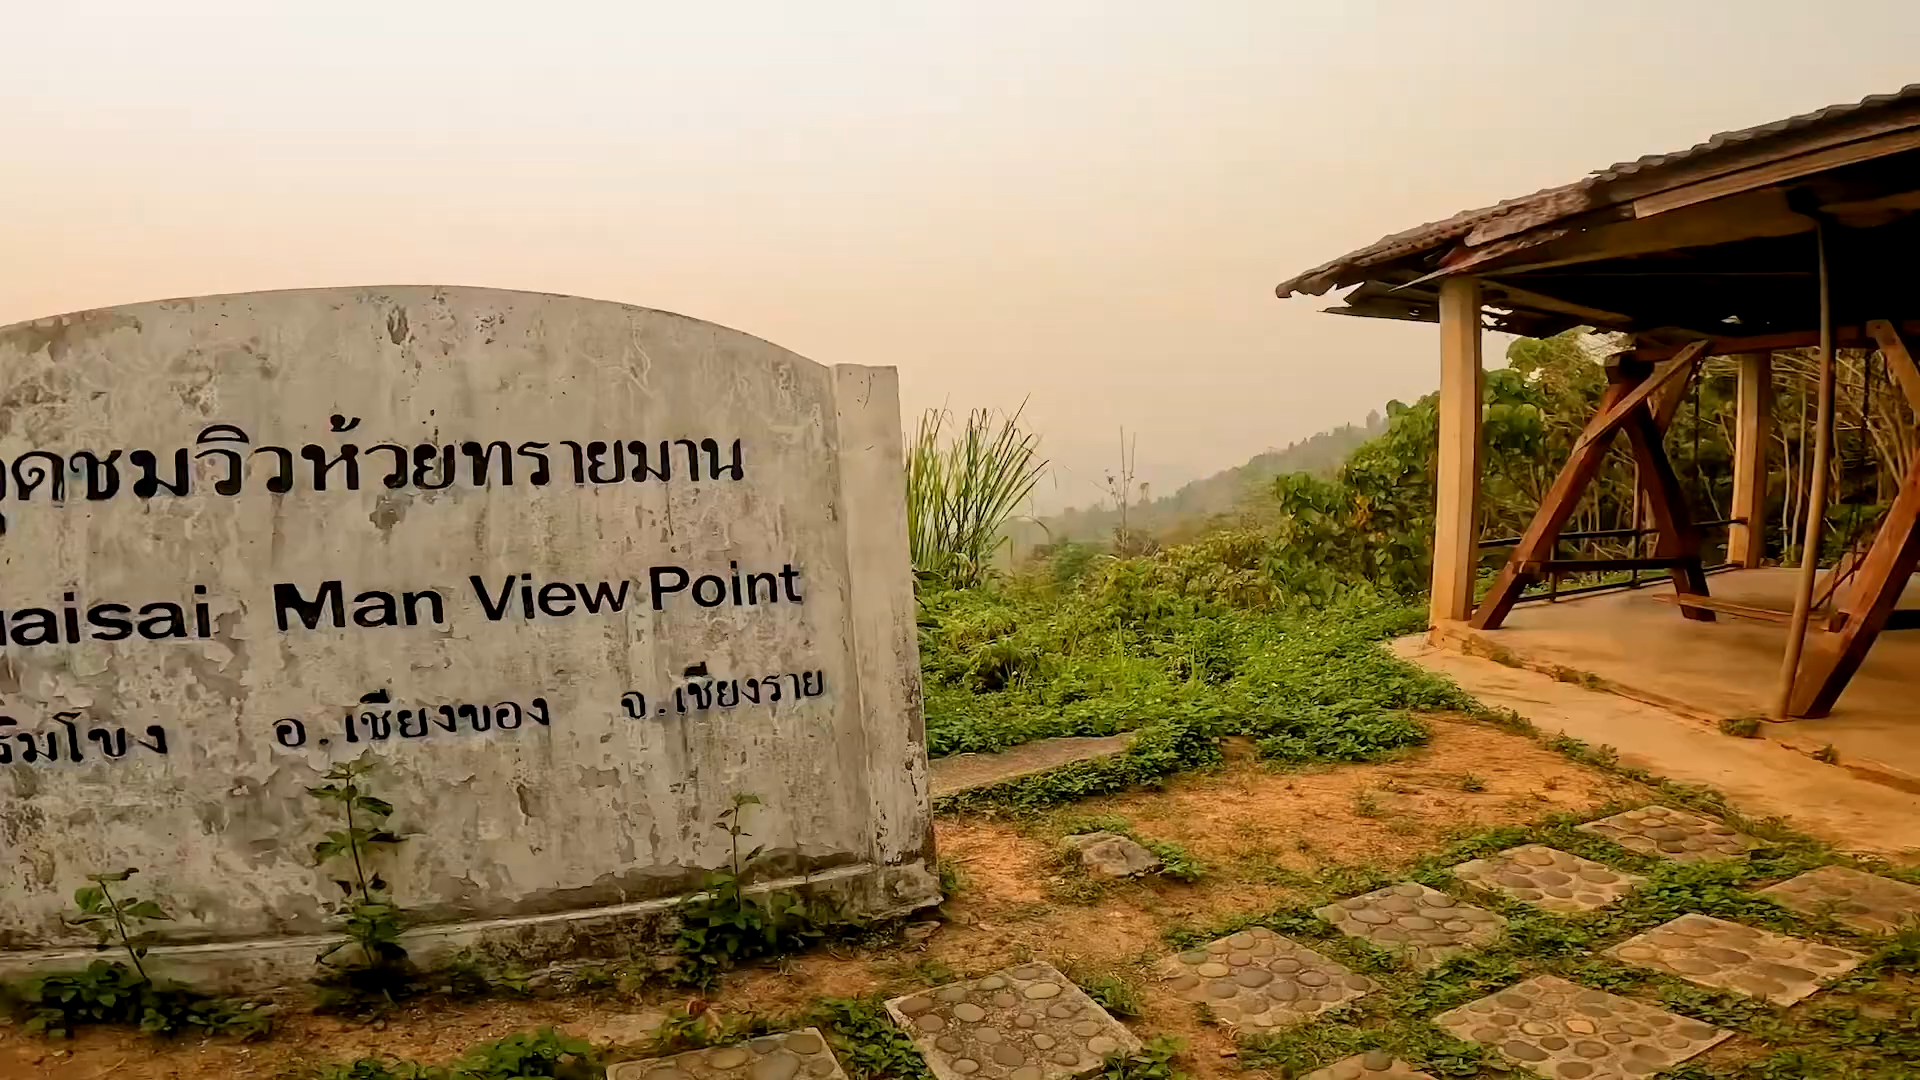 จุดชมวิวห้วยทรายมาน
uaisai Man View Point
ริมโขง อ.เชียงของ จ.เชียงราย